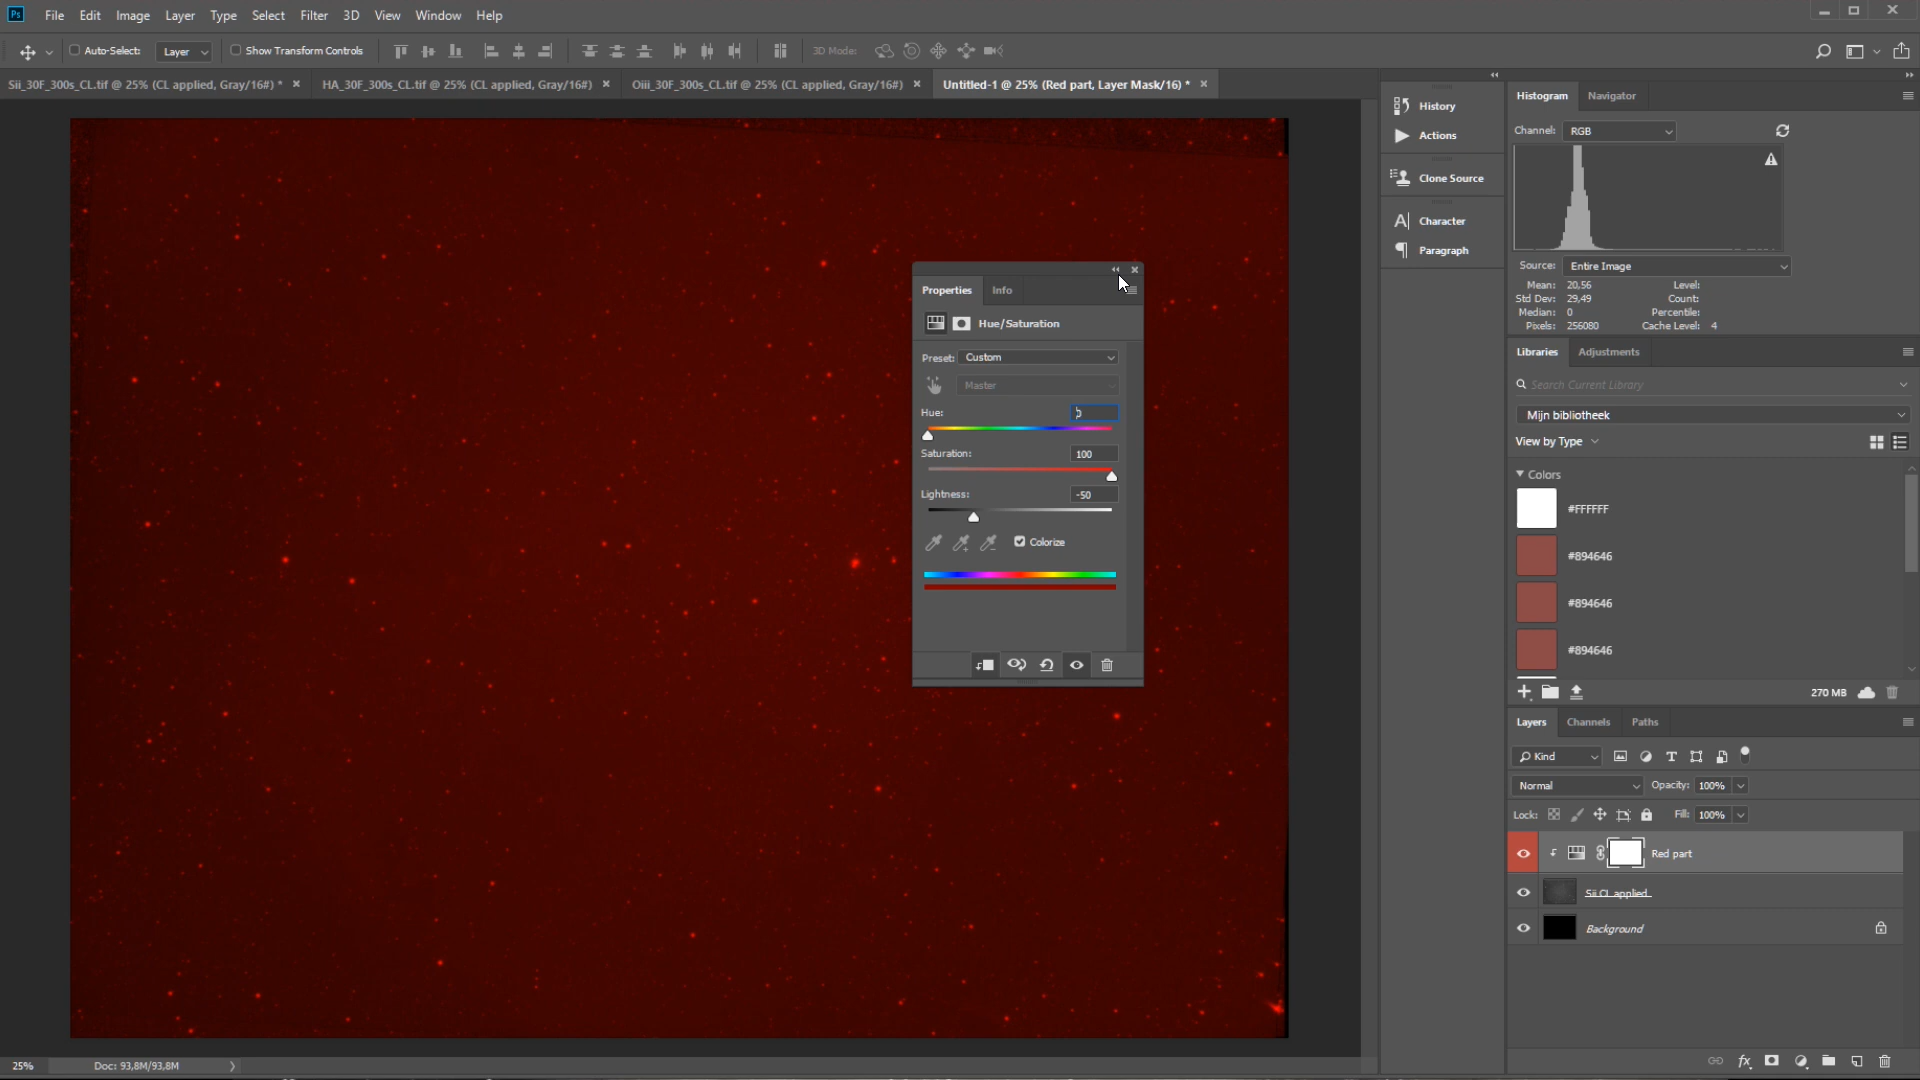 Ps File Edit Image Layer Type Select Filter 3D View Window Help
Auto-Select: Layer Show Transform Controls 3D Mode:
Sii_30F_300s_CL.tif @ 25% (CL applied, Gray/16#) * × HA_30F_300s_CL.tif @ 25% (CL applied, Gray/16#) × Oiii_30F_300s_CL.tif @ 25% (CL applied, Gray/16#) × Untitled-1 @ 25% (Red part, Layer Mask/16) * ×
History
Actions
Clone Source
Character
Paragraph
Histogram Navigator
Channel: RGB
Source: Entire Image
Mean: 20,56 Level:
Std Dev: 29,49 Count:
Median: 0 Percentile:
Pixels: 256080 Cache Level: 4
Properties Info
Hue/Saturation
Preset: Custom
Master
Hue: 0
Saturation: 100
Lightness: -50
Colorize
Libraries Adjustments
Search Current Library
Mijn bibliotheek
View by Type
Colors
#FFFFFF
#894646
#894646
#894646
270 MB
Layers Channels Paths
Kind
Normal Opacity: 100%
Lock: Fill: 100%
Red part
Sii CL applied
Background
25% Doc: 93,8M/93,8M